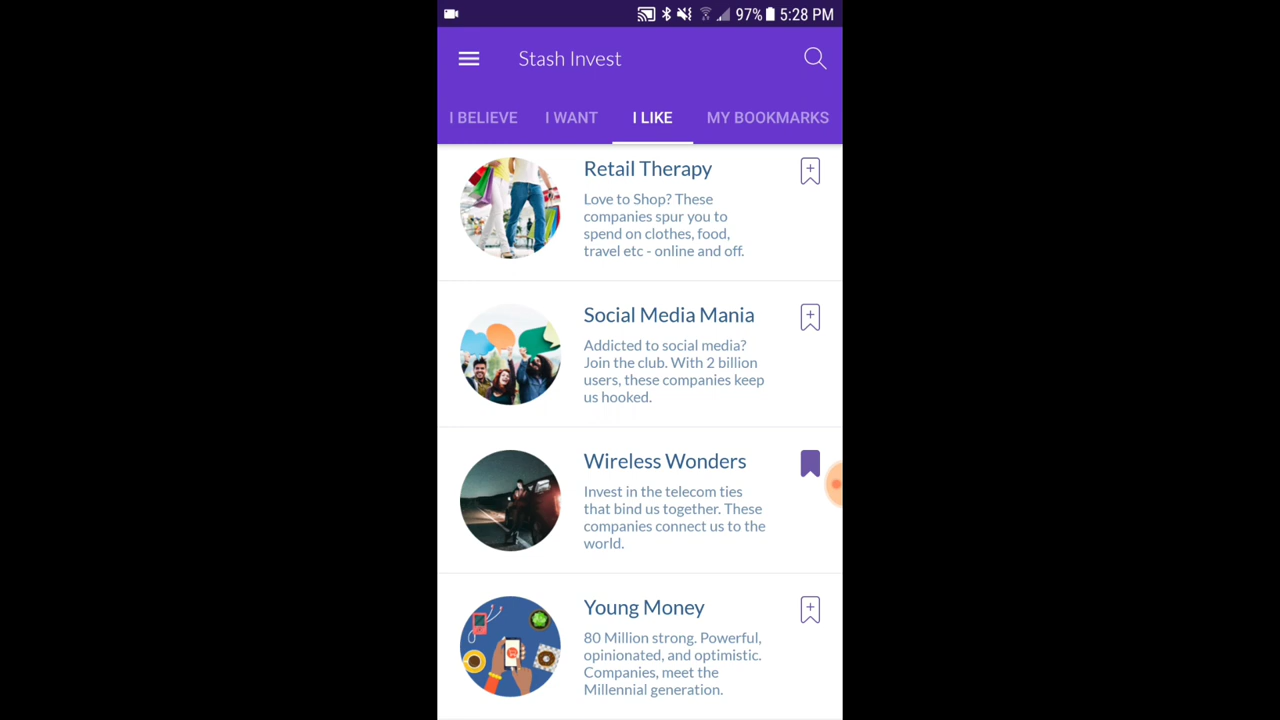 97% 5:28 PM
Stash Invest
I BELIEVE I WANT I LIKE MY BOOKMARKS
Retail Therapy
Love to Shop? These
companies spur you to
spend on clothes, food,
travel etc - online and off.
Social Media Mania
Addicted to social media?
Join the club. With 2 billion
users, these companies keep
us hooked.
Wireless Wonders
Invest in the telecom ties
that bind us together. These
companies connect us to the
world.
Young Money
80 Million strong. Powerful,
opinionated, and optimistic.
Companies, meet the
Millennial generation.